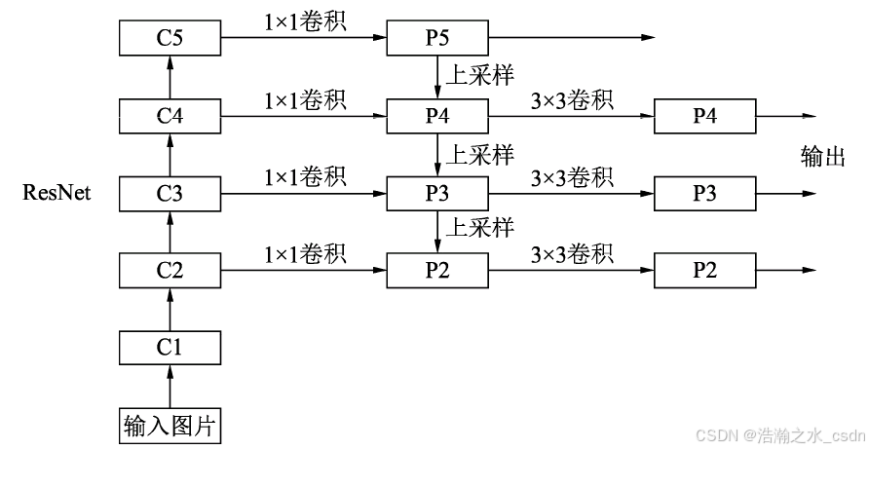 C5 1×1卷积 P5
上采样
C4 1×1卷积 P4 3×3卷积 P4
上采样
输出
ResNet C3 1×1卷积 P3 3×3卷积 P3
上采样
C2 1×1卷积 P2 3×3卷积 P2
C1
输入图片
CSDN @浩瀚之水_csdn